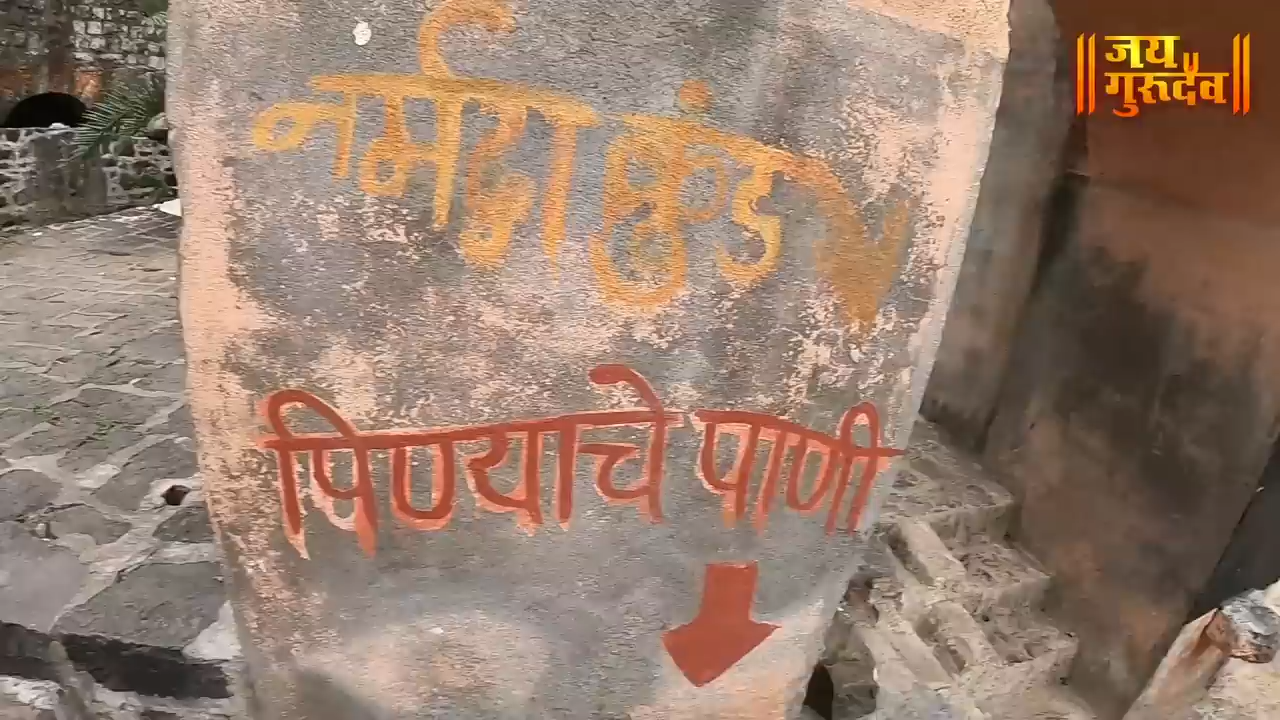 नर्मदा कुंड
पिण्याचे पाणी
॥ जय गुरूदेव ॥